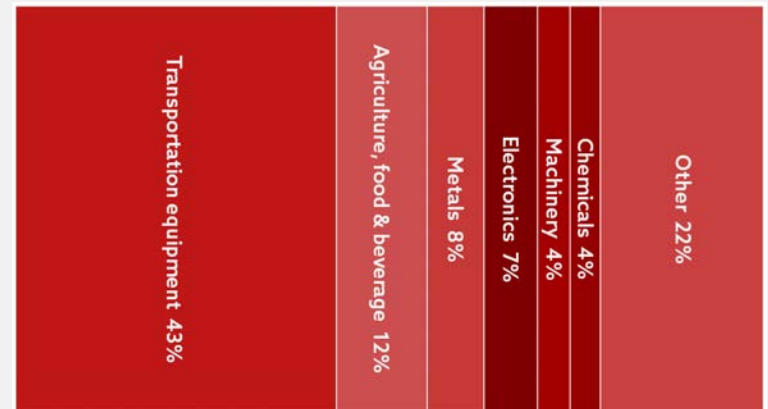 Transportation equipment 43%
Agriculture, food & beverage 12%
Metals 8%
Electronics 7%
Machinery 4%
Chemicals 4%
Other 22%